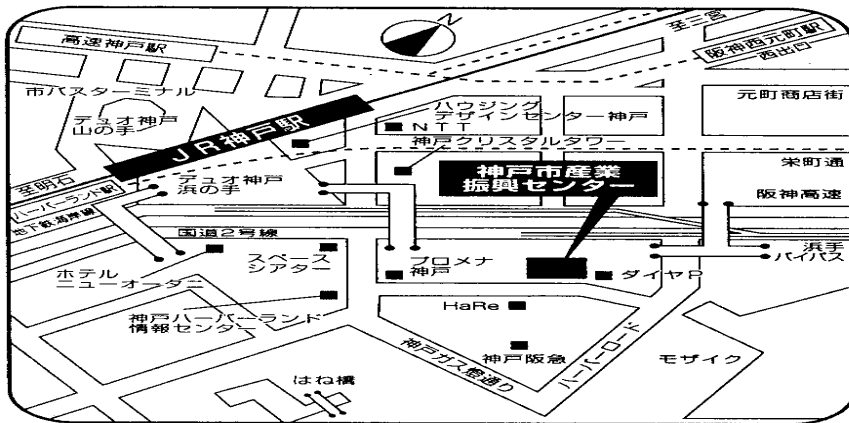 高速神戸駅
N
至三宮
阪神西元町駅
西出口
市バスターミナル
デュオ神戸
山の手
JR神戸駅
ハウジング
デザインセンター神戸
NTT
神戸クリスタルタワー
元町商店街
至明石
ハーバーランド駅
地下鉄海岸線
デュオ神戸
浜の手
神戸市産業
振興センター
栄町通
阪神高速
国道2号線
スペース
シアター
プロメナ
神戸
ダイヤP
浜手
バイパス
ホテル
ニューオータニ
神戸ハーバーランド
情報センター
HaRe
神戸阪急
神戸ガス燈通り
ハーバーロード
モザイク
はね橋